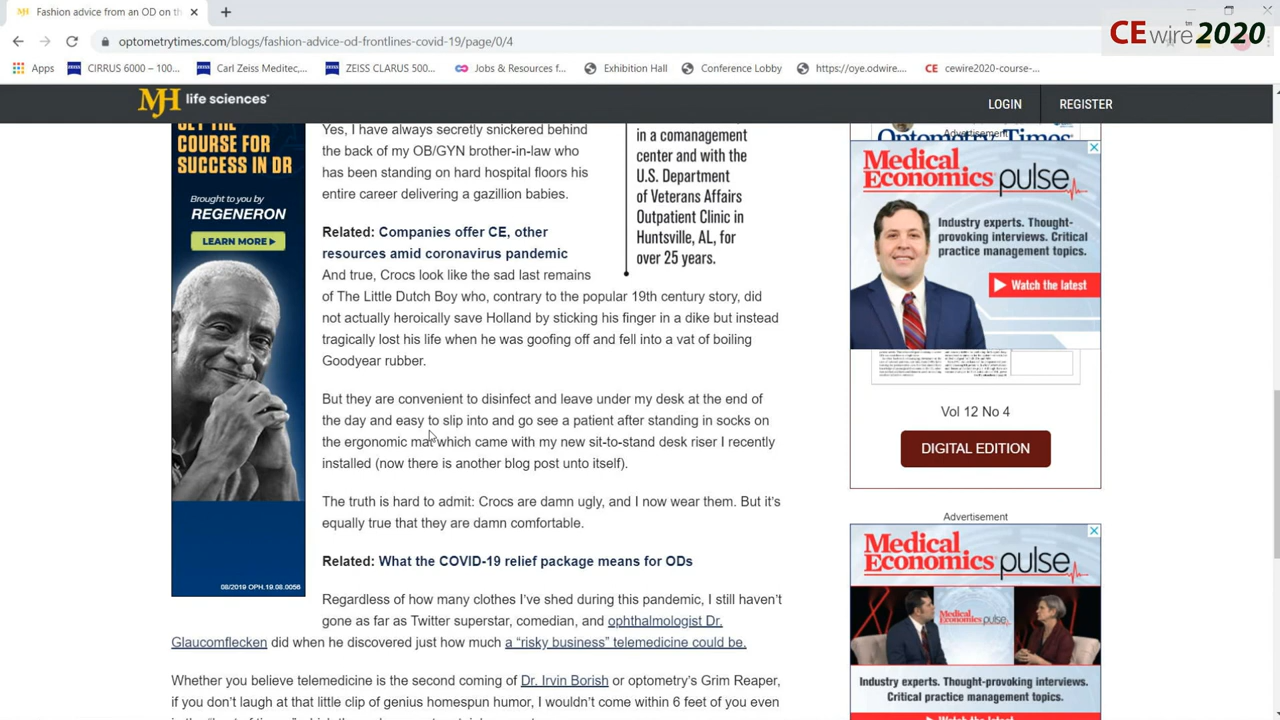 Fashion advice from an OD on th
optometrytimes.com/blogs/fashion-advice-od-frontlines-covid-19/page/0/4
CEwire™2020
Apps
CIRRUS 6000 – 100...
Carl Zeiss Meditec,...
ZEISS CLARUS 500...
Jobs & Resources f...
Exhibition Hall
Conference Lobby
https://oye.odwire....
CE cewire2020-course-...
MJH life sciences
LOGIN
REGISTER
GET THE
COURSE FOR
SUCCESS IN DR
Brought to you by
REGENERON
LEARN MORE
08/2019 OPH.19.08.0056
Yes, I have always secretly snickered behind
the back of my OB/GYN brother-in-law who
has been standing on hard hospital floors his
entire career delivering a gazillion babies.
in a comanagement
center and with the
U.S. Department
of Veterans Affairs
Outpatient Clinic in
Huntsville, AL, for
over 25 years.
Related: Companies offer CE, other
resources amid coronavirus pandemic
And true, Crocs look like the sad last remains
of The Little Dutch Boy who, contrary to the popular 19th century story, did
not actually heroically save Holland by sticking his finger in a dike but instead
tragically lost his life when he was goofing off and fell into a vat of boiling
Goodyear rubber.
But they are convenient to disinfect and leave under my desk at the end of
the day and easy to slip into and go see a patient after standing in socks on
the ergonomic mat which came with my new sit-to-stand desk riser I recently
installed (now there is another blog post unto itself).
The truth is hard to admit: Crocs are damn ugly, and I now wear them. But it’s
equally true that they are damn comfortable.
Related: What the COVID-19 relief package means for ODs
Regardless of how many clothes I’ve shed during this pandemic, I still haven’t
gone as far as Twitter superstar, comedian, and ophthalmologist Dr.
Glaucomflecken did when he discovered just how much a “risky business” telemedicine could be.
Whether you believe telemedicine is the second coming of Dr. Irvin Borish or optometry’s Grim Reaper,
if you don’t laugh at that little clip of genius homespun humor, I wouldn’t come within 6 feet of you even
Optometry Times
Advertisement
Medical
Economics pulse
Industry experts. Thought-
provoking interviews. Critical
practice management topics.
Watch the latest
Vol 12 No 4
DIGITAL EDITION
Advertisement
Medical
Economics pulse
Medical
Economics
pulse
Industry experts. Thought-provoking interviews.
Critical practice management topics.
Watch the latest